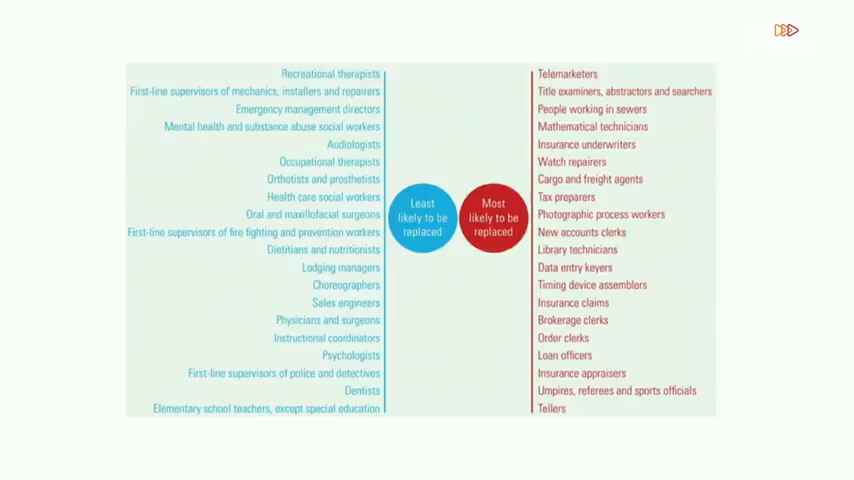 Recreational therapists
First-line supervisors of mechanics, installers and repairers
Emergency management directors
Mental health and substance abuse social workers
Audiologists
Occupational therapists
Orthotists and prosthetists
Health care social workers
Oral and maxillofacial surgeons
First-line supervisors of fire fighting and prevention workers
Dietitians and nutritionists
Lodging managers
Choreographers
Sales engineers
Physicians and surgeons
Instructional coordinators
Psychologists
First-line supervisors of police and detectives
Dentists
Elementary school teachers, except special education
Least
likely to be
replaced
Most
likely to be
replaced
Telemarketers
Title examiners, abstractors and searchers
People working in sewers
Mathematical technicians
Insurance underwriters
Watch repairers
Cargo and freight agents
Tax preparers
Photographic process workers
New accounts clerks
Library technicians
Data entry keyers
Timing device assemblers
Insurance claims
Brokerage clerks
Order clerks
Loan officers
Insurance appraisers
Umpires, referees and sports officials
Tellers